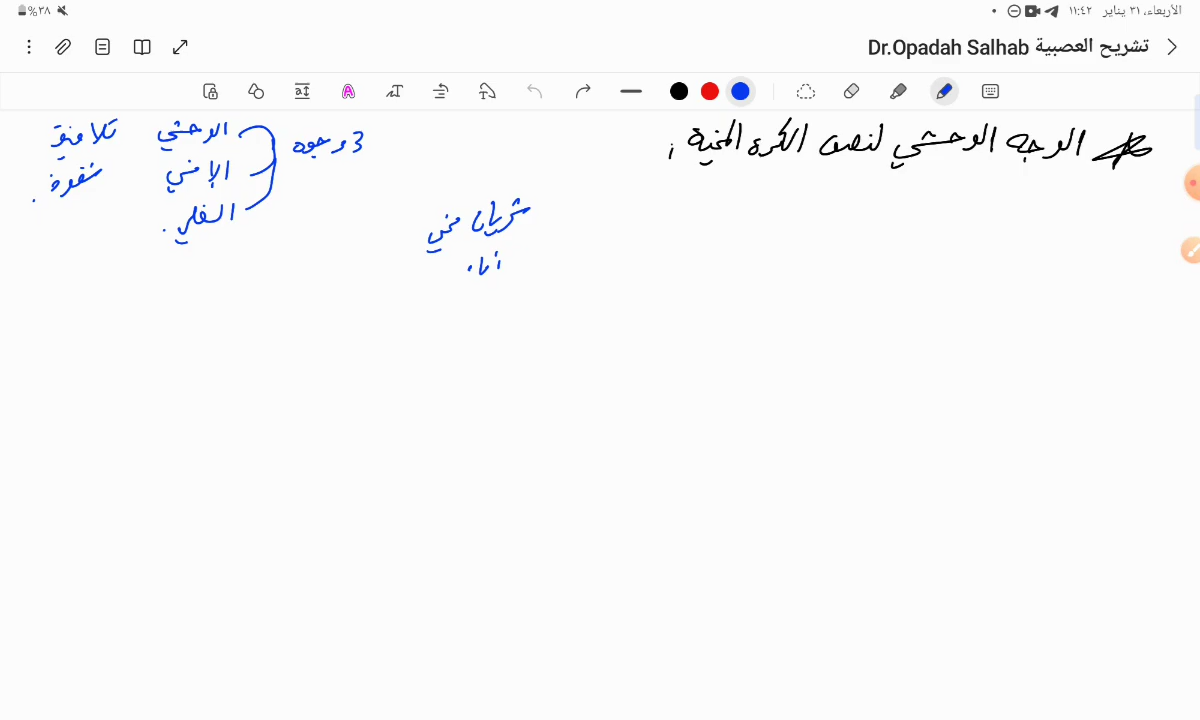 الأربعاء، ٣١ يناير ١١:٤٢
٣٨%
تشريح العصبية Dr.Opadah Salhab
الوجه الوحشي لنصف الكرة المخية :
3 وجوه
الوحشي
الإنسي
السفلي .
تلافيف
شقوق .
شريان مخي